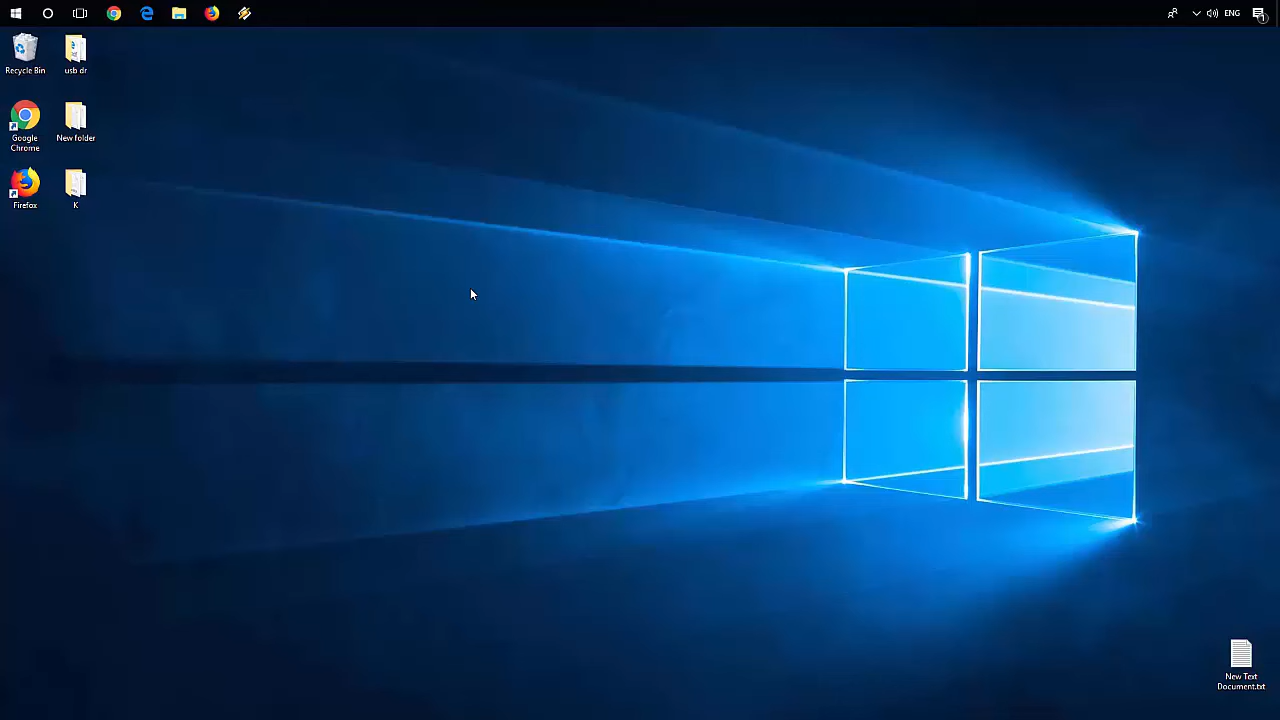 ENG
Recycle Bin
usb dr
Google
Chrome
New folder
Firefox
K
New Text
Document.txt